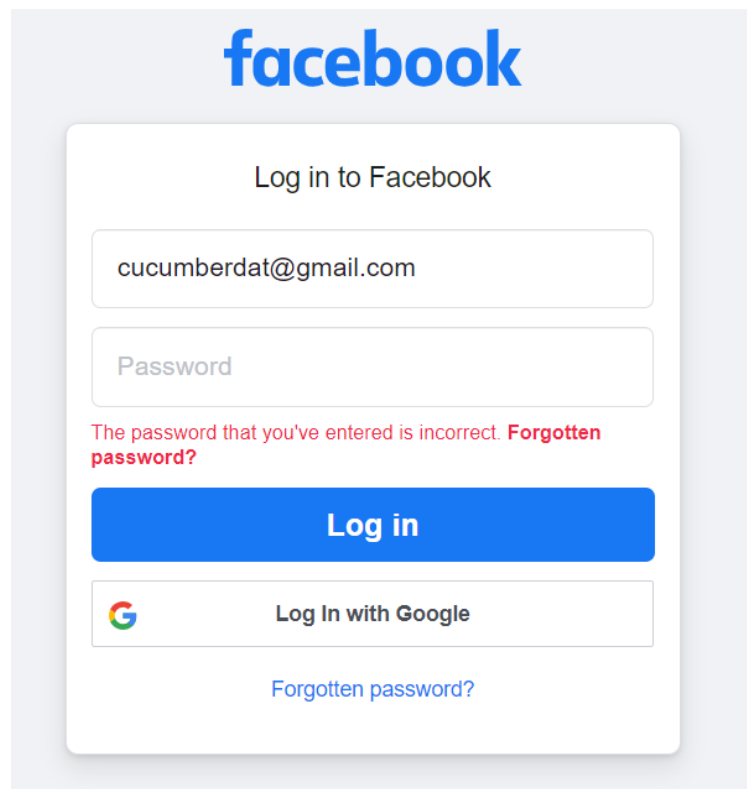 facebook
Log in to Facebook
cucumberdat@gmail.com
Password
The password that you've entered is incorrect. Forgotten
password?
Log in
Log In with Google
Forgotten password?